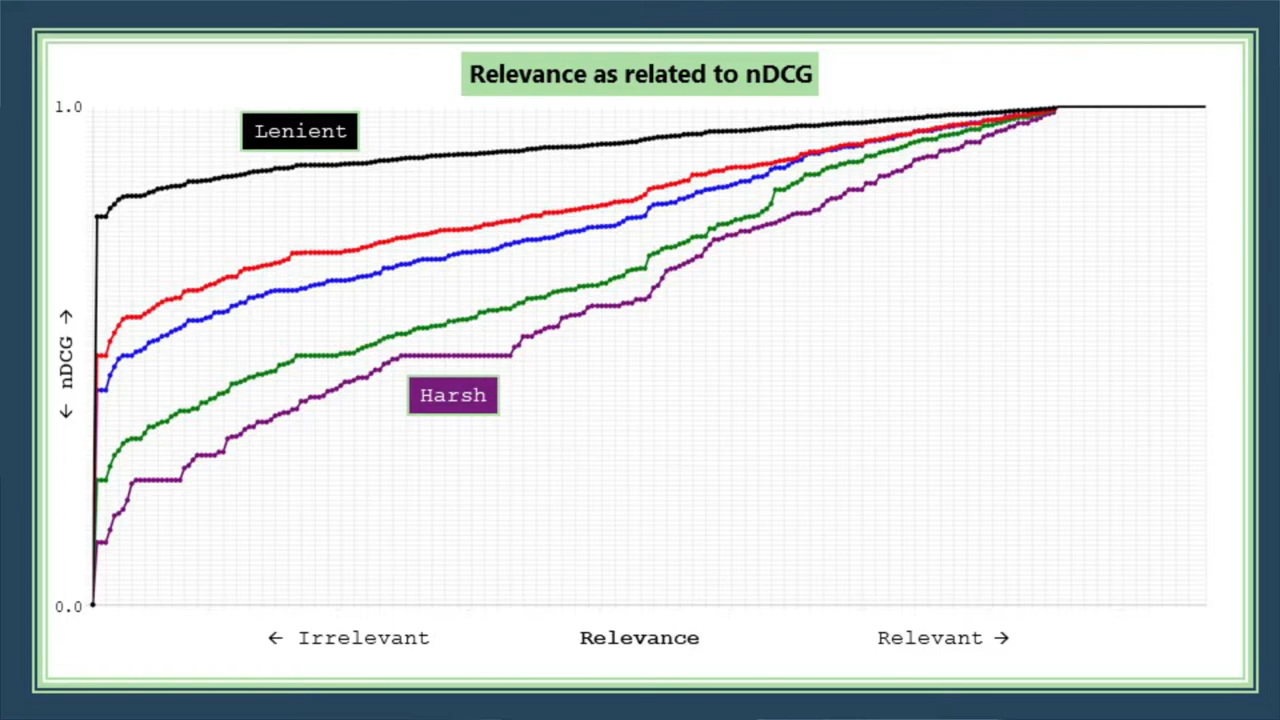 Relevance as related to nDCG
1.0
Lenient
← nDCG →
Harsh
0.0
← Irrelevant
Relevance
Relevant →